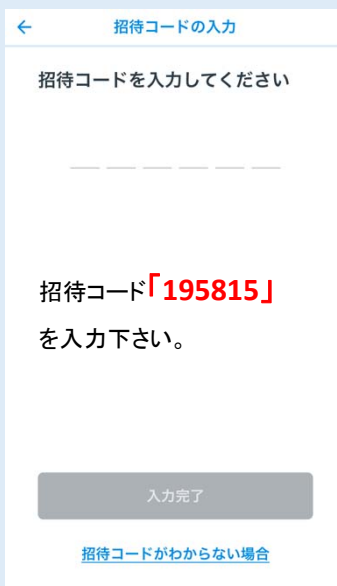 ←
招待コードの入力
招待コードを入力してください
招待コード「195815」
を入力下さい。
入力完了
招待コードがわからない場合